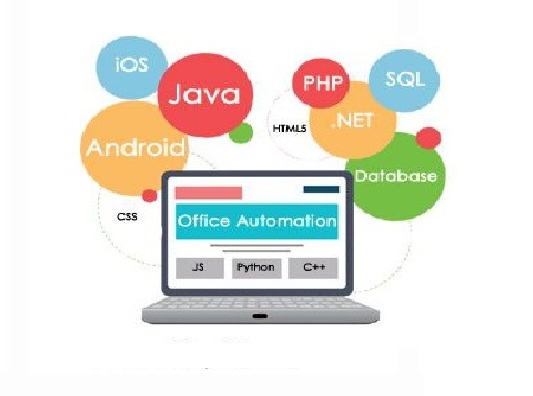 iOS
Java
Android
CSS
PHP
SQL
HTML5
.NET
Database
Office Automation
JS
Python
C++